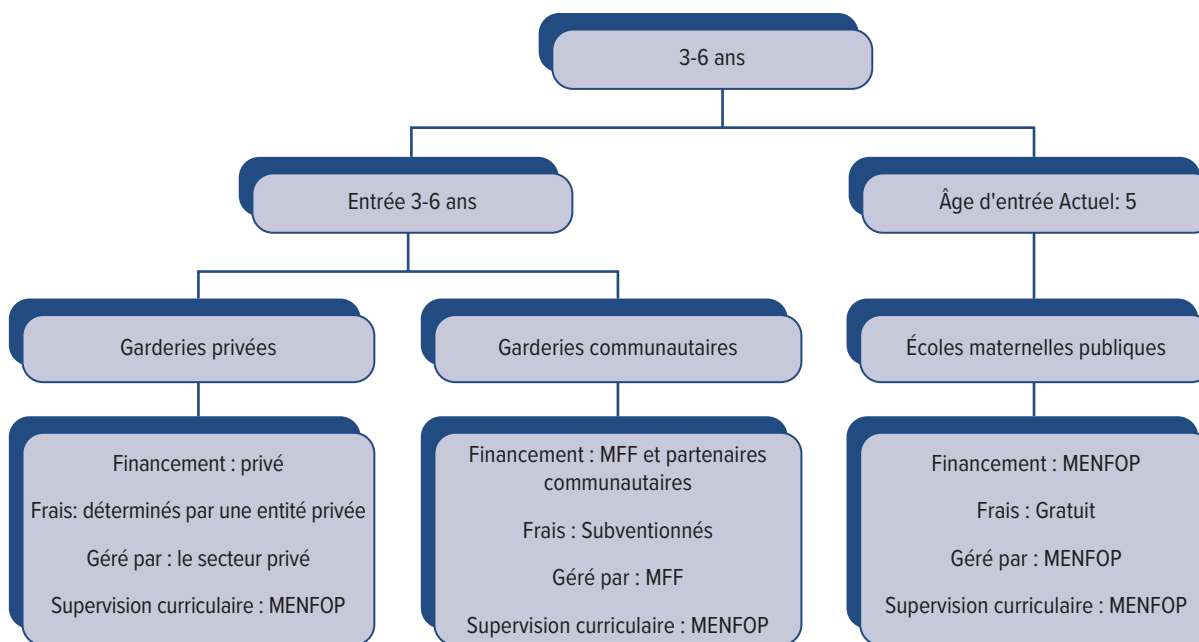 3-6 ans
Entrée 3-6 ans
Âge d'entrée Actuel: 5
Garderies privées
Garderies communautaires
Écoles maternelles publiques
Financement : privé
Frais: déterminés par une entité privée
Géré par : le secteur privé
Supervision curriculaire : MENFOP
Financement : MFF et partenaires
communautaires
Frais : Subventionnés
Géré par : MFF
Supervision curriculaire : MENFOP
Financement : MENFOP
Frais : Gratuit
Géré par : MENFOP
Supervision curriculaire : MENFOP